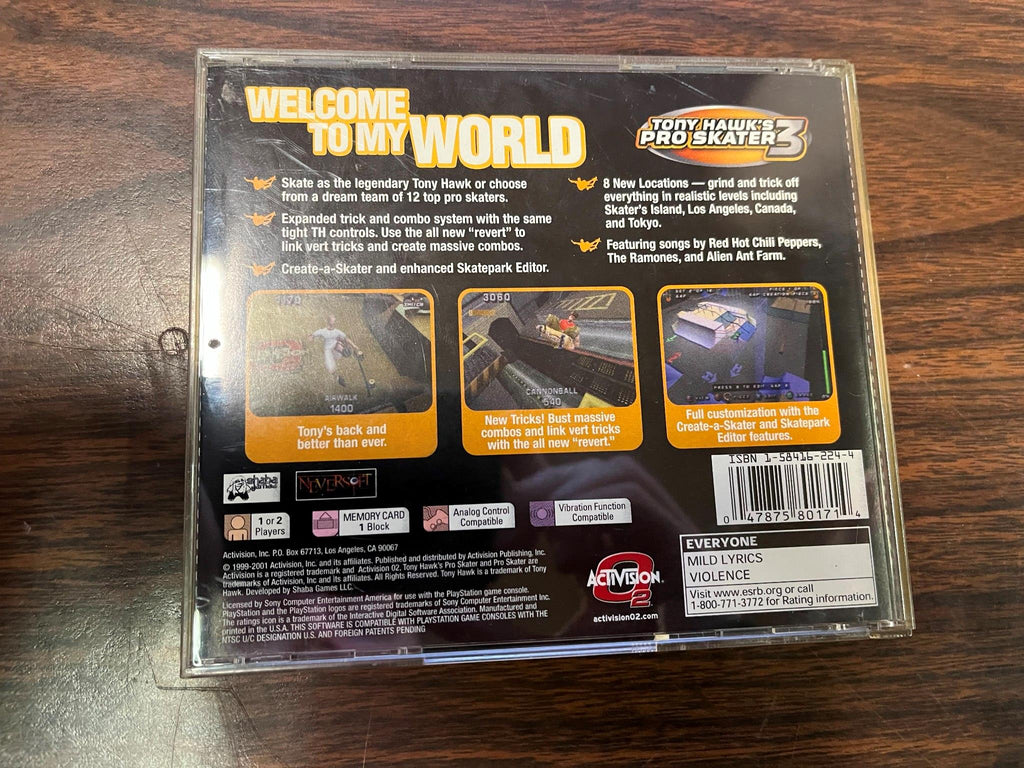 WELCOME
TO MY WORLD
TONY HAWK'S
PRO SKATER 3
Skate as the legendary Tony Hawk or choose
from a dream team of 12 top pro skaters.
Expanded trick and combo system with the same
tight TH controls. Use the all new “revert” to
link vert tricks and create massive combos.
Create-a-Skater and enhanced Skatepark Editor.
8 New Locations — grind and trick off
everything in realistic levels including
Skater's Island, Los Angeles, Canada,
and Tokyo.
Featuring songs by Red Hot Chili Peppers,
The Ramones, and Alien Ant Farm.
SWITCH
AIRWALK
1400
Tony's back and
better than ever.
3060
CANNONBALL
540
New Tricks! Bust massive
combos and link vert tricks
with the all new “revert.”
Full customization with the
Create-a-Skater and Skatepark
Editor features.
shaba
games
NEVERSOFT
1 or 2
Players
MEMORY CARD
1 Block
Analog Control
Compatible
Vibration Function
Compatible
Activision, Inc. P.O. Box 67713, Los Angeles, CA 90067
© 1999-2001 Activision, Inc. and its affiliates. Published and distributed by Activision Publishing, Inc.
Activision is a registered trademark and Activision O2, Tony Hawk's Pro Skater and Pro Skater are
trademarks of Activision, Inc and its affiliates. All Rights Reserved. Tony Hawk is a trademark of Tony
Hawk. Developed by Shaba Games LLC.
Licensed by Sony Computer Entertainment America for use with the PlayStation game console.
PlayStation and the PlayStation logos are registered trademarks of Sony Computer Entertainment Inc.
The ratings icon is a trademark of the Interactive Digital Software Association. Manufactured and
printed in the U.S.A. THIS SOFTWARE IS COMPATIBLE WITH PLAYSTATION GAME CONSOLES WITH THE
NTSC U/C DESIGNATION U.S. AND FOREIGN PATENTS PENDING
ACTIVISION
O2
activisionO2.com
ISBN 1-58416-224-4
0 47875 80171 4
EVERYONE
MILD LYRICS
VIOLENCE
Visit www.esrb.org or call
1-800-771-3772 for Rating information.